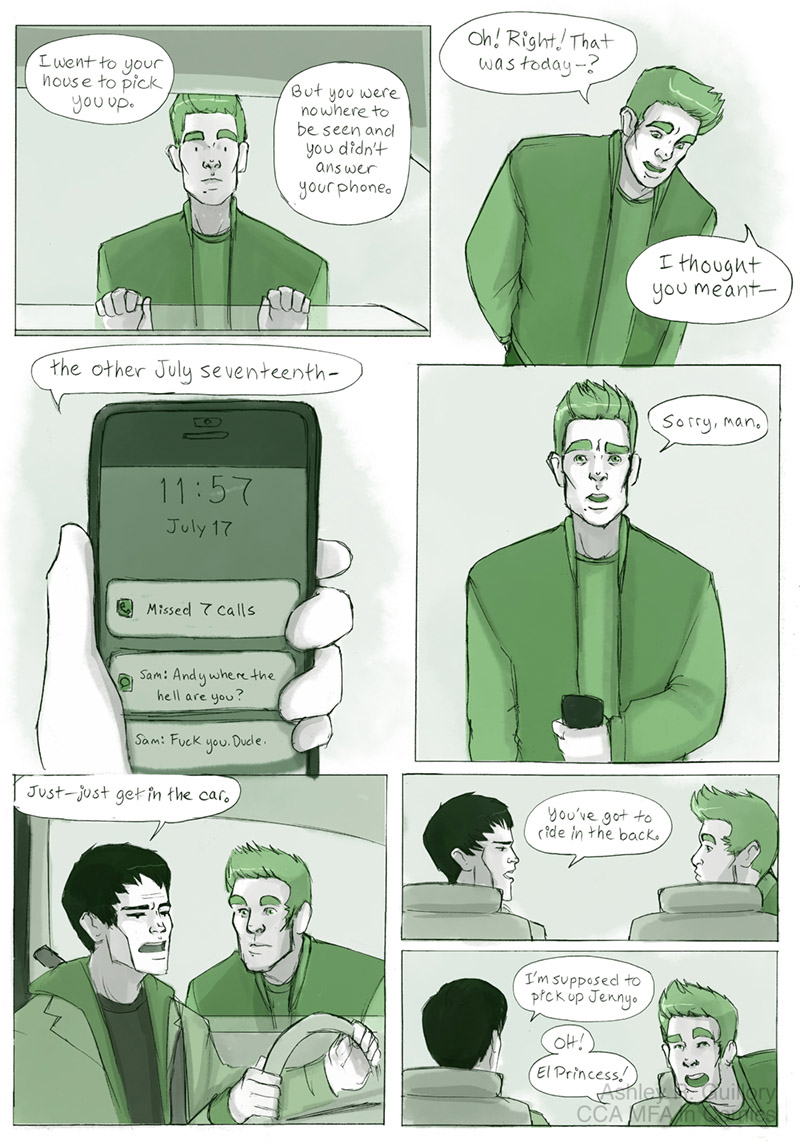 I went to your
house to pick
you up.
But you were
nowhere to
be seen and
you didn't
answer
your phone.
Oh! Right! That
was today-?
I thought
you meant-
the other July seventeenth-
11:57
July 17
Missed 7 calls
Sam: Andy where the
hell are you?
Sam: Fuck you. Dude.
Sorry, man.
Just-just get in the car.
You've got to
ride in the back.
I'm supposed to
pick up Jenny.
OH!
El Princess!
Ashley R. Guillory
CCA MFA in Comics